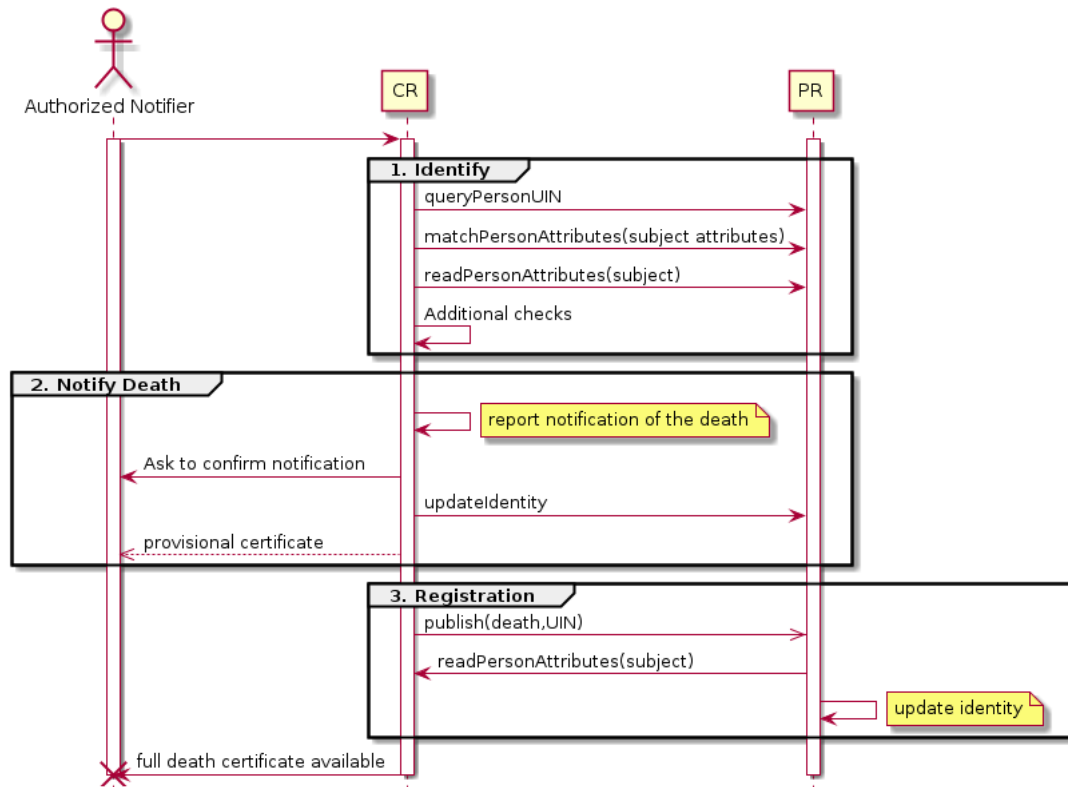 Authorized Notifier
CR
PR
1. Identify
queryPersonUIN
matchPersonAttributes(subject attributes)
readPersonAttributes(subject)
Additional checks
2. Notify Death
report notification of the death
Ask to confirm notification
updateIdentity
provisional certificate
3. Registration
publish(death,UIN)
readPersonAttributes(subject)
update identity
full death certificate available